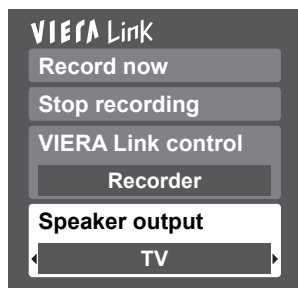 VIERA Link
Record now
Stop recording
VIERA Link control
Recorder
Speaker output
TV